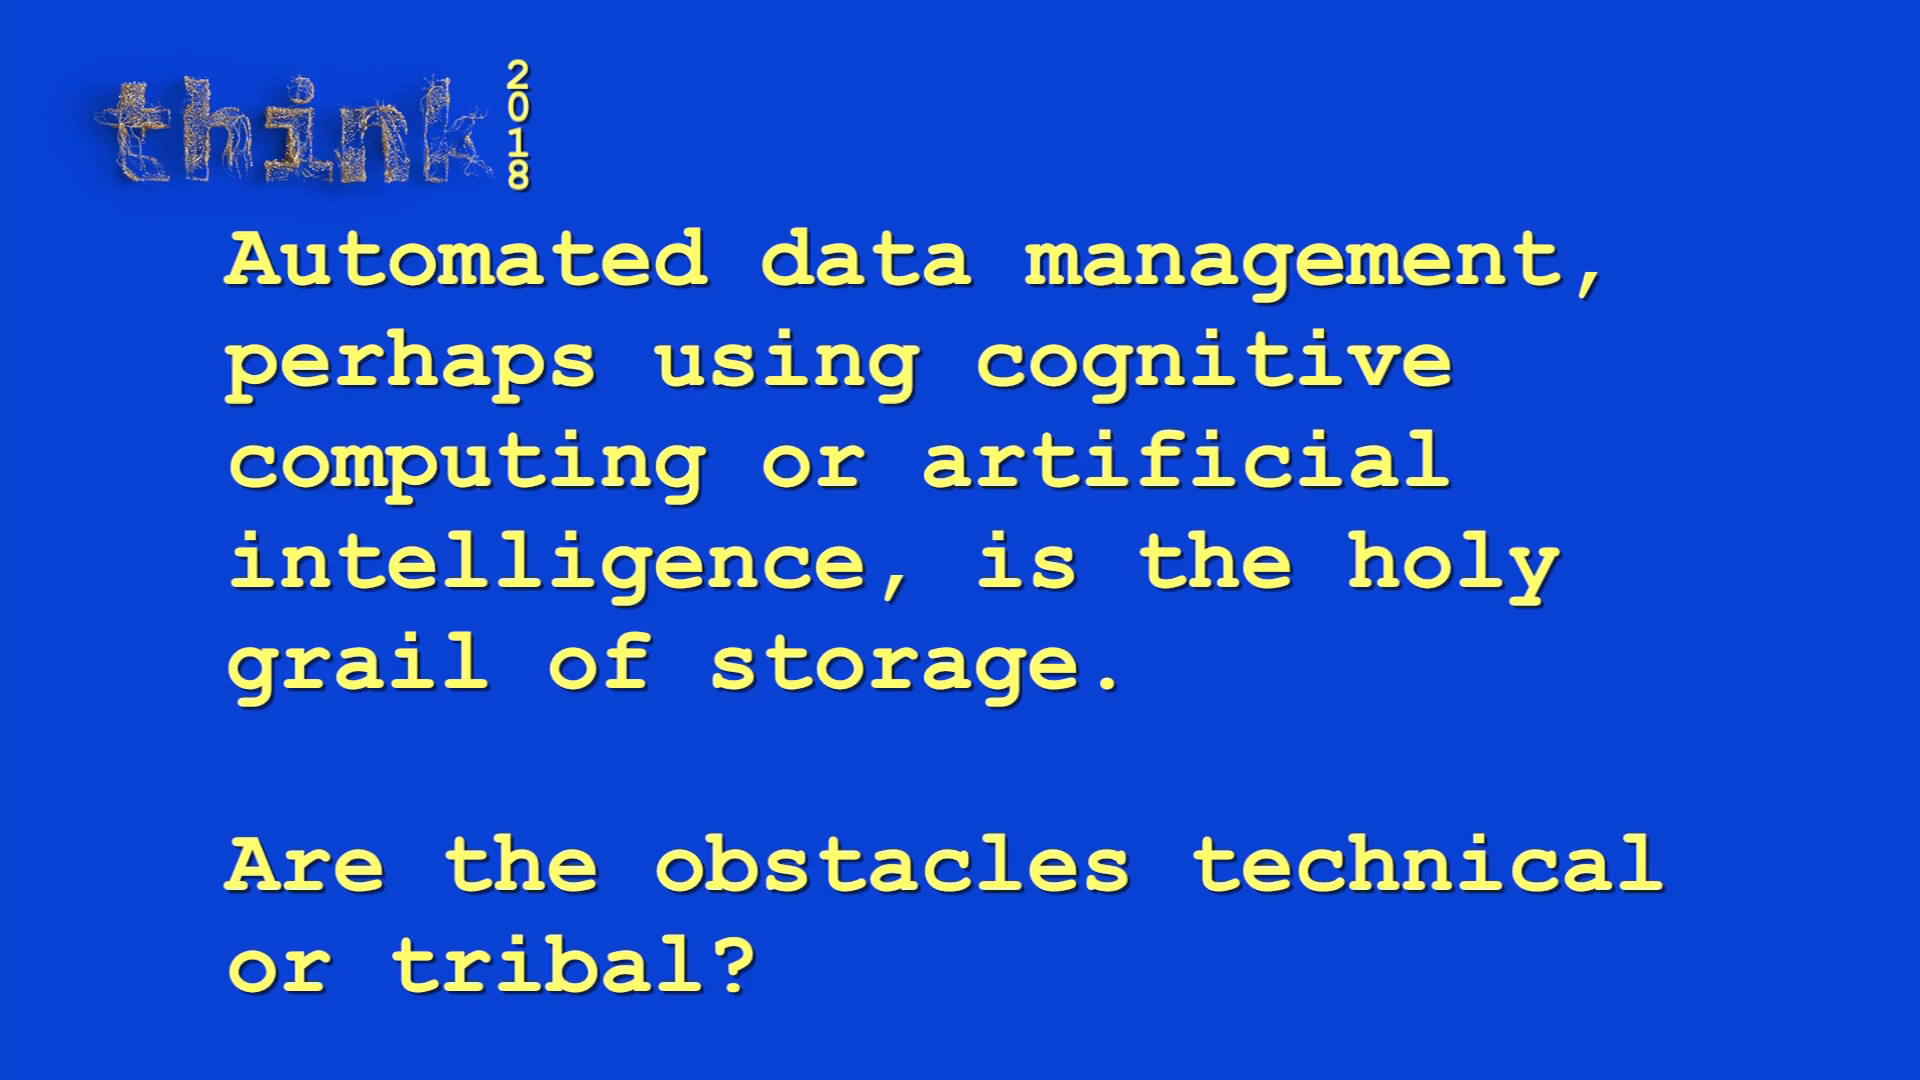 think
2018
Automated data management,
perhaps using cognitive
computing or artificial
intelligence, is the holy
grail of storage.
Are the obstacles technical
or tribal?